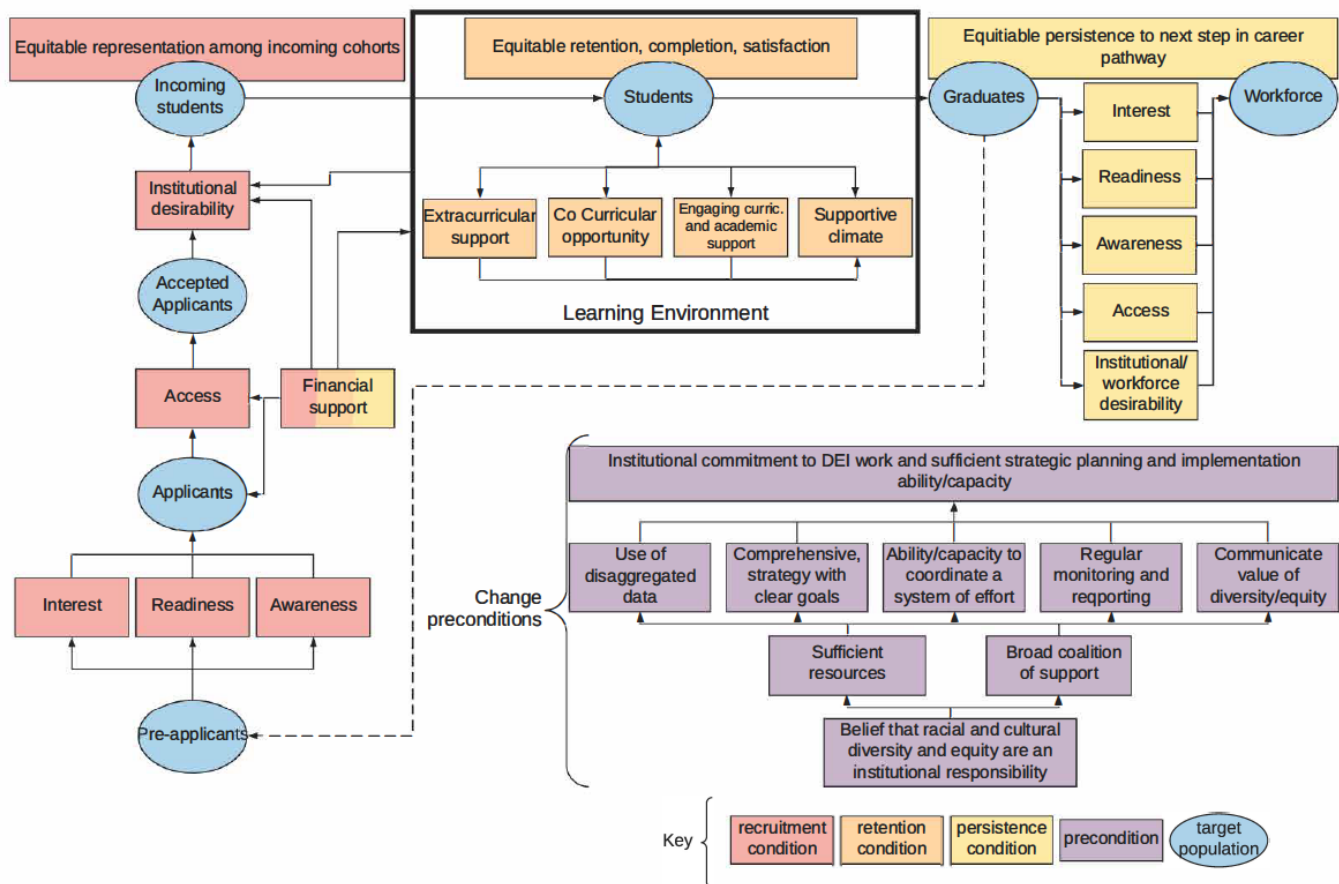 Equitable representation among incoming cohorts
Incoming
students
Institutional
desirability
Accepted
Applicants
Access
Financial
support
Applicants
Interest
Readiness
Awareness
Pre-applicants
Equitable retention, completion, satisfaction
Students
Extracurricular
support
Co Curricular
opportunity
Engaging curric.
and academic
support
Supportive
climate
Learning Environment
Equitiable persistence to next step in career
pathway
Graduates
Interest
Readiness
Awareness
Access
Institutional/
workforce
desirability
Workforce
Change
preconditions
Institutional commitment to DEI work and sufficient strategic planning and implementation
ability/capacity
Use of
disaggregated
data
Comprehensive,
strategy with
clear goals
Ability/capacity to
coordinate a
system of effort
Regular
monitoring and
reqporting
Communicate
value of
diversity/equity
Sufficient
resources
Broad coalition
of support
Belief that racial and cultural
diversity and equity are an
institutional responsibility
Key
recruitment
condition
retention
condition
persistence
condition
precondition
target
population